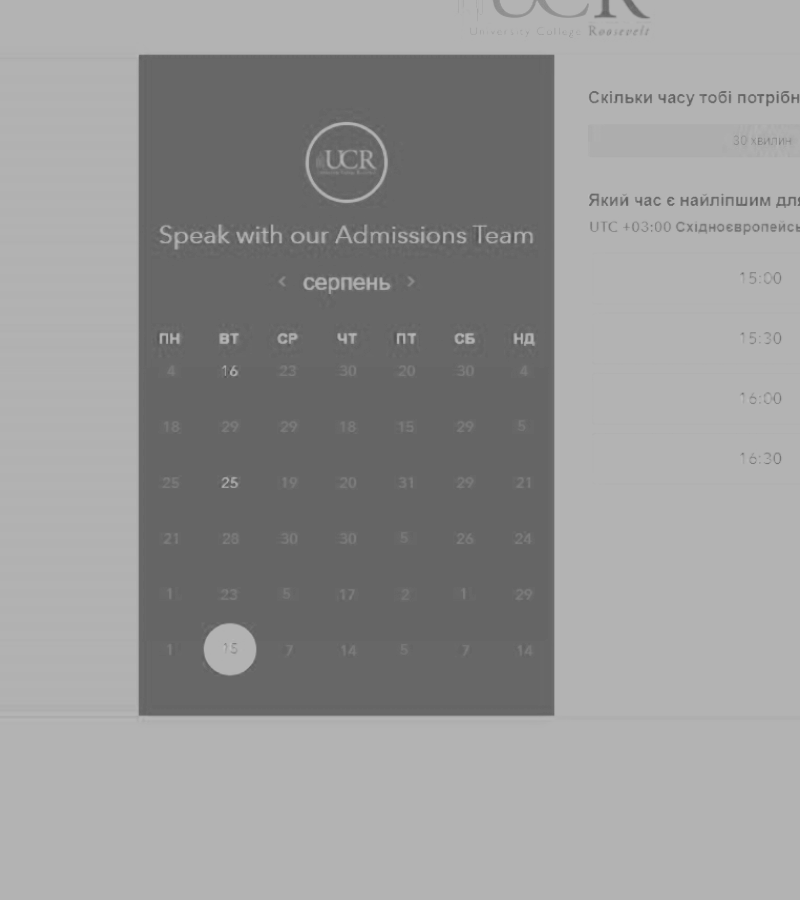 UCR
University College Roosevelt
UCR
Speak with our Admissions Team
< серпень >
ПН ВТ СР ЧТ ПТ СБ НД
4 16 23 30 20 30 4
18 29 29 18 15 29 5
25 25 19 20 31 29 21
21 28 30 30 5 26 24
1 23 5 17 2 1 29
1 15 7 14 5 7 14
Скільки часу тобі потрібн
30 хвилин
Який час є найліпшим для
UTC +03:00 Східноєвропейсь
15:00
15:30
16:00
16:30